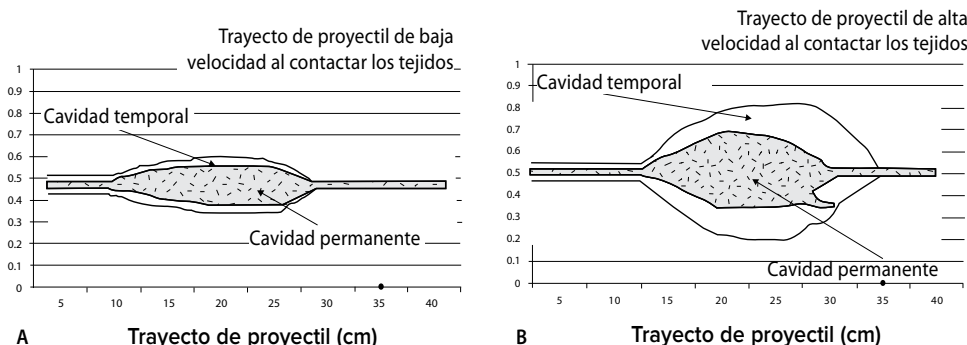 Trayecto de proyectil de baja
velocidad al contactar los tejidos
1
0.9
0.8
0.7
0.6
0.5
0.4
0.3
0.2
0.1
0
Cavidad temporal
Cavidad permanente
5 10 15 20 25 30 35 40
A Trayecto de proyectil (cm)
Trayecto de proyectil de alta
velocidad al contactar los tejidos
1
0.9
0.8
0.7
0.6
0.5
0.4
0.3
0.2
0.1
0
Cavidad temporal
Cavidad permanente
5 10 15 20 25 30 35 40
B Trayecto de proyectil (cm)